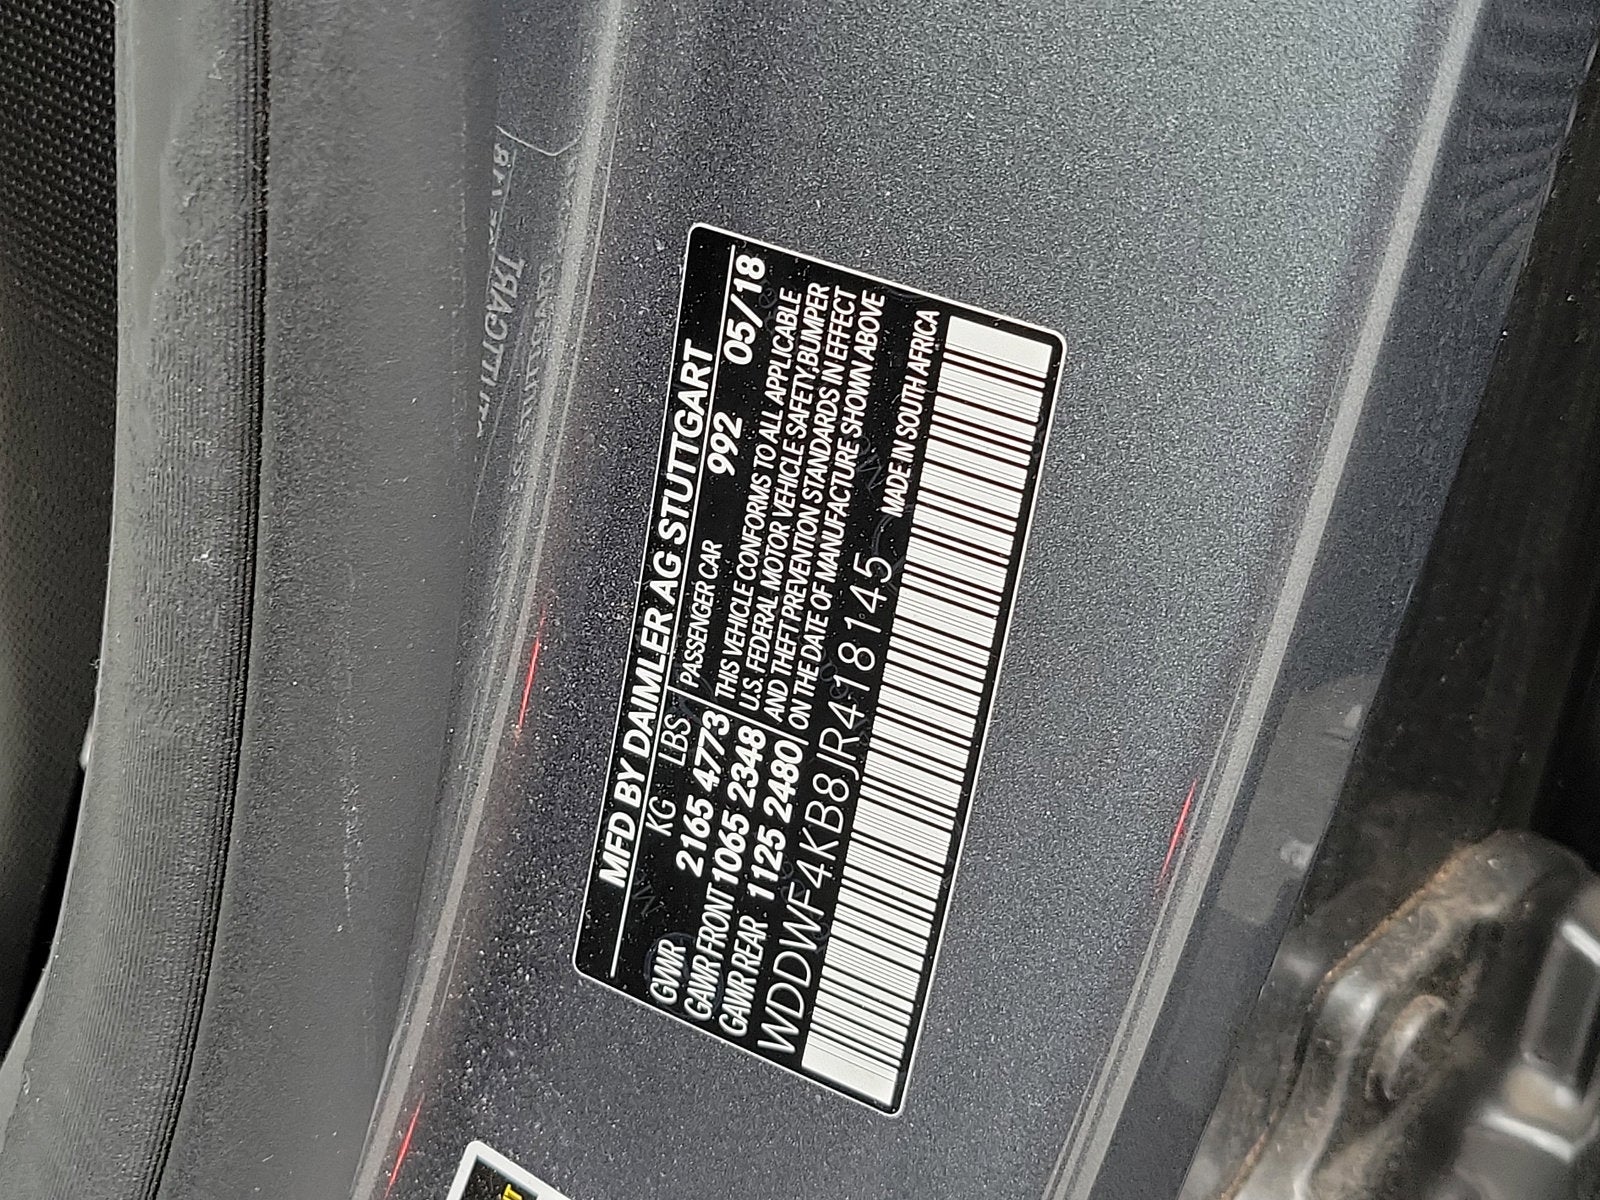 MFD BY DAIMLER AG STUTTGART
KG LBS PASSENGER CAR 992 05/18
GWR 2165 4773 THIS VEHICLE CONFORMS TO ALL APPLICABLE
GAWR FRONT 1065 2348 U.S. FEDERAL MOTOR VEHICLE SAFETY, BUMPER
GAWR REAR 1125 2480 AND THEFT PREVENTION STANDARDS IN EFFECT
ON THE DATE OF MANUFACTURE SHOWN ABOVE
WDDWF4KB8JR418145 MADE IN SOUTH AFRICA